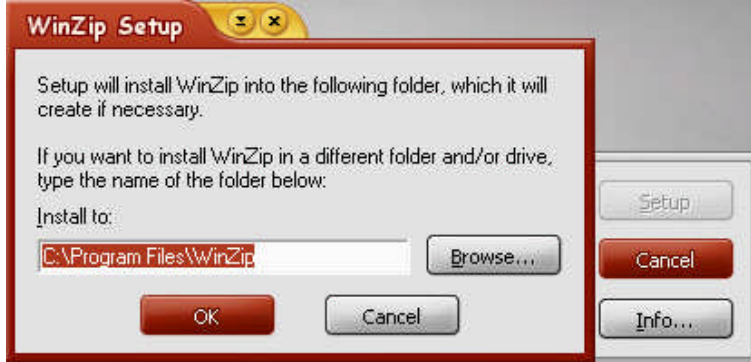 WinZip Setup
Setup will install WinZip into the following folder, which it will
create if necessary.
If you want to install WinZip in a different folder and/or drive,
type the name of the folder below:
Install to:
C:\Program Files\WinZip
Browse...
OK
Cancel
Setup
Cancel
Info...